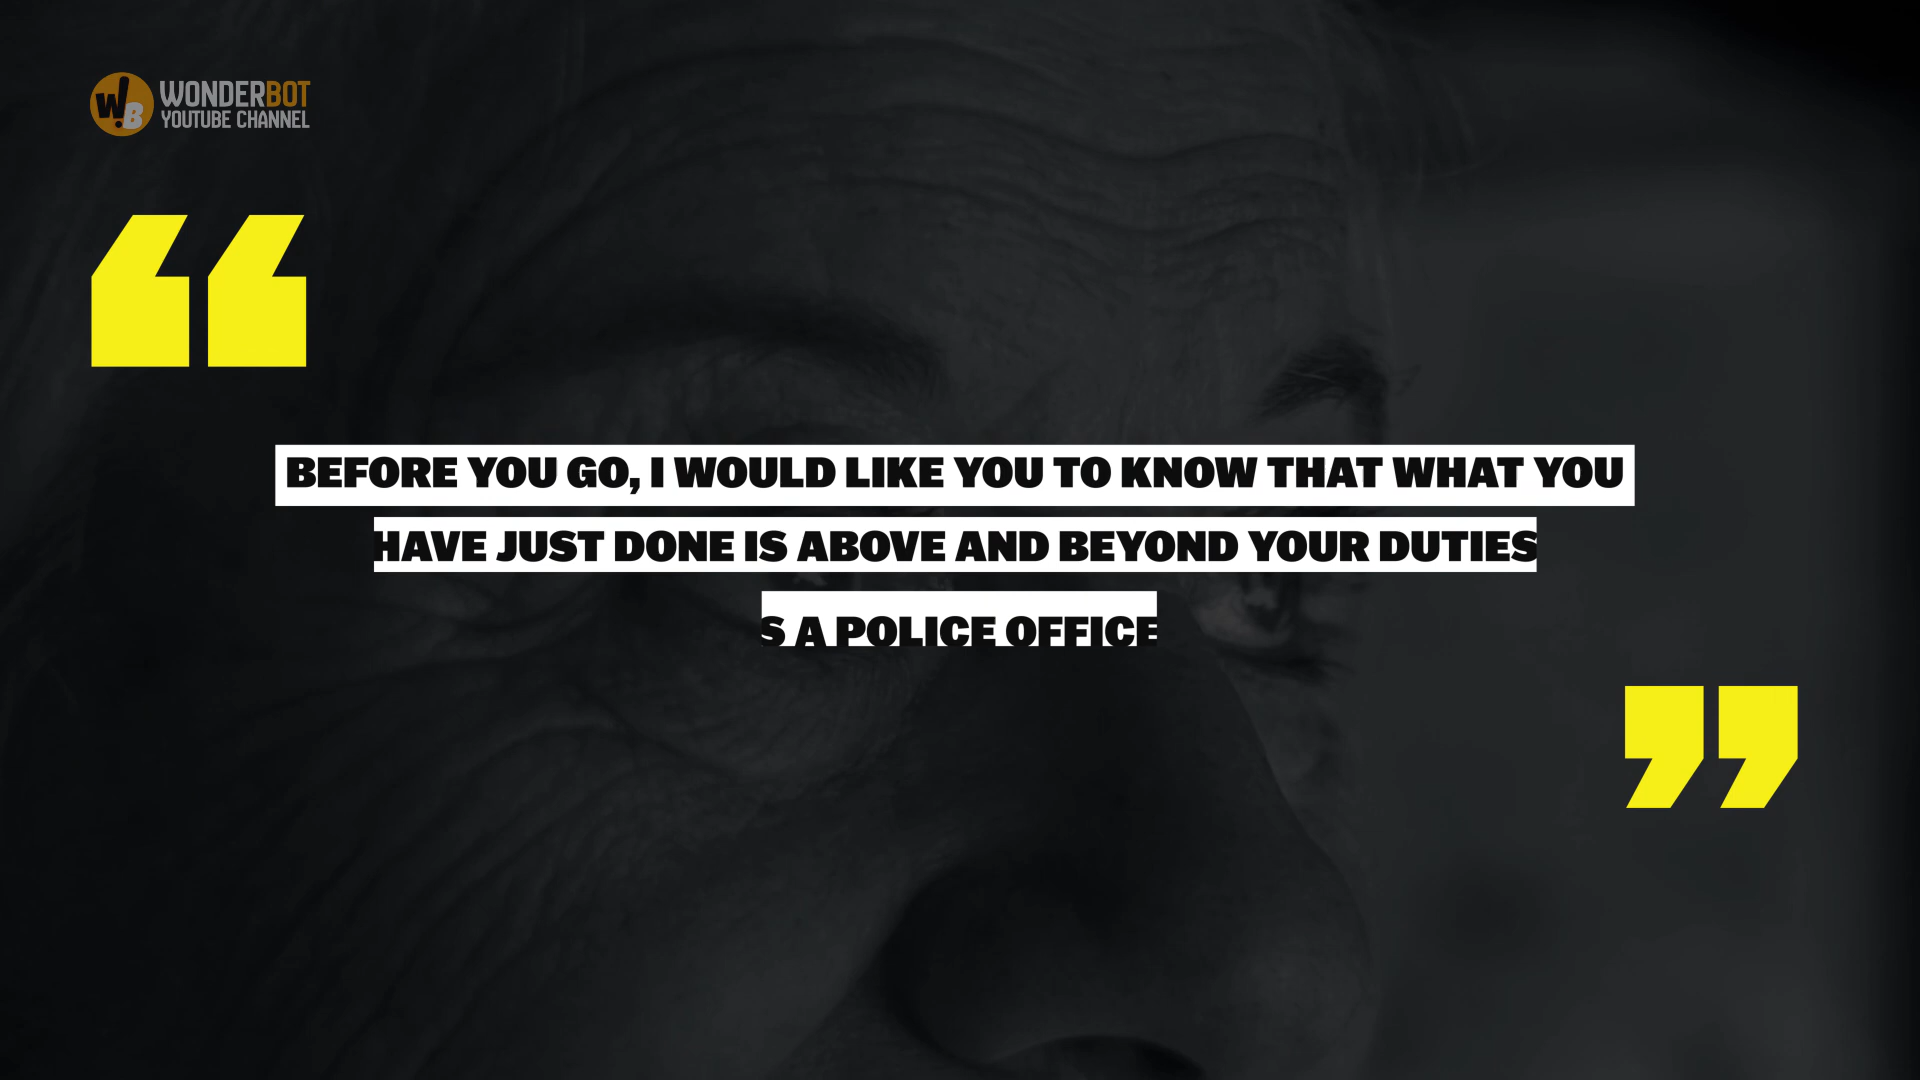 WONDERBOT
YOUTUBE CHANNEL
“
BEFORE YOU GO, I WOULD LIKE YOU TO KNOW THAT WHAT YOU
HAVE JUST DONE IS ABOVE AND BEYOND YOUR DUTIES
S A POLICE OFFICE
”